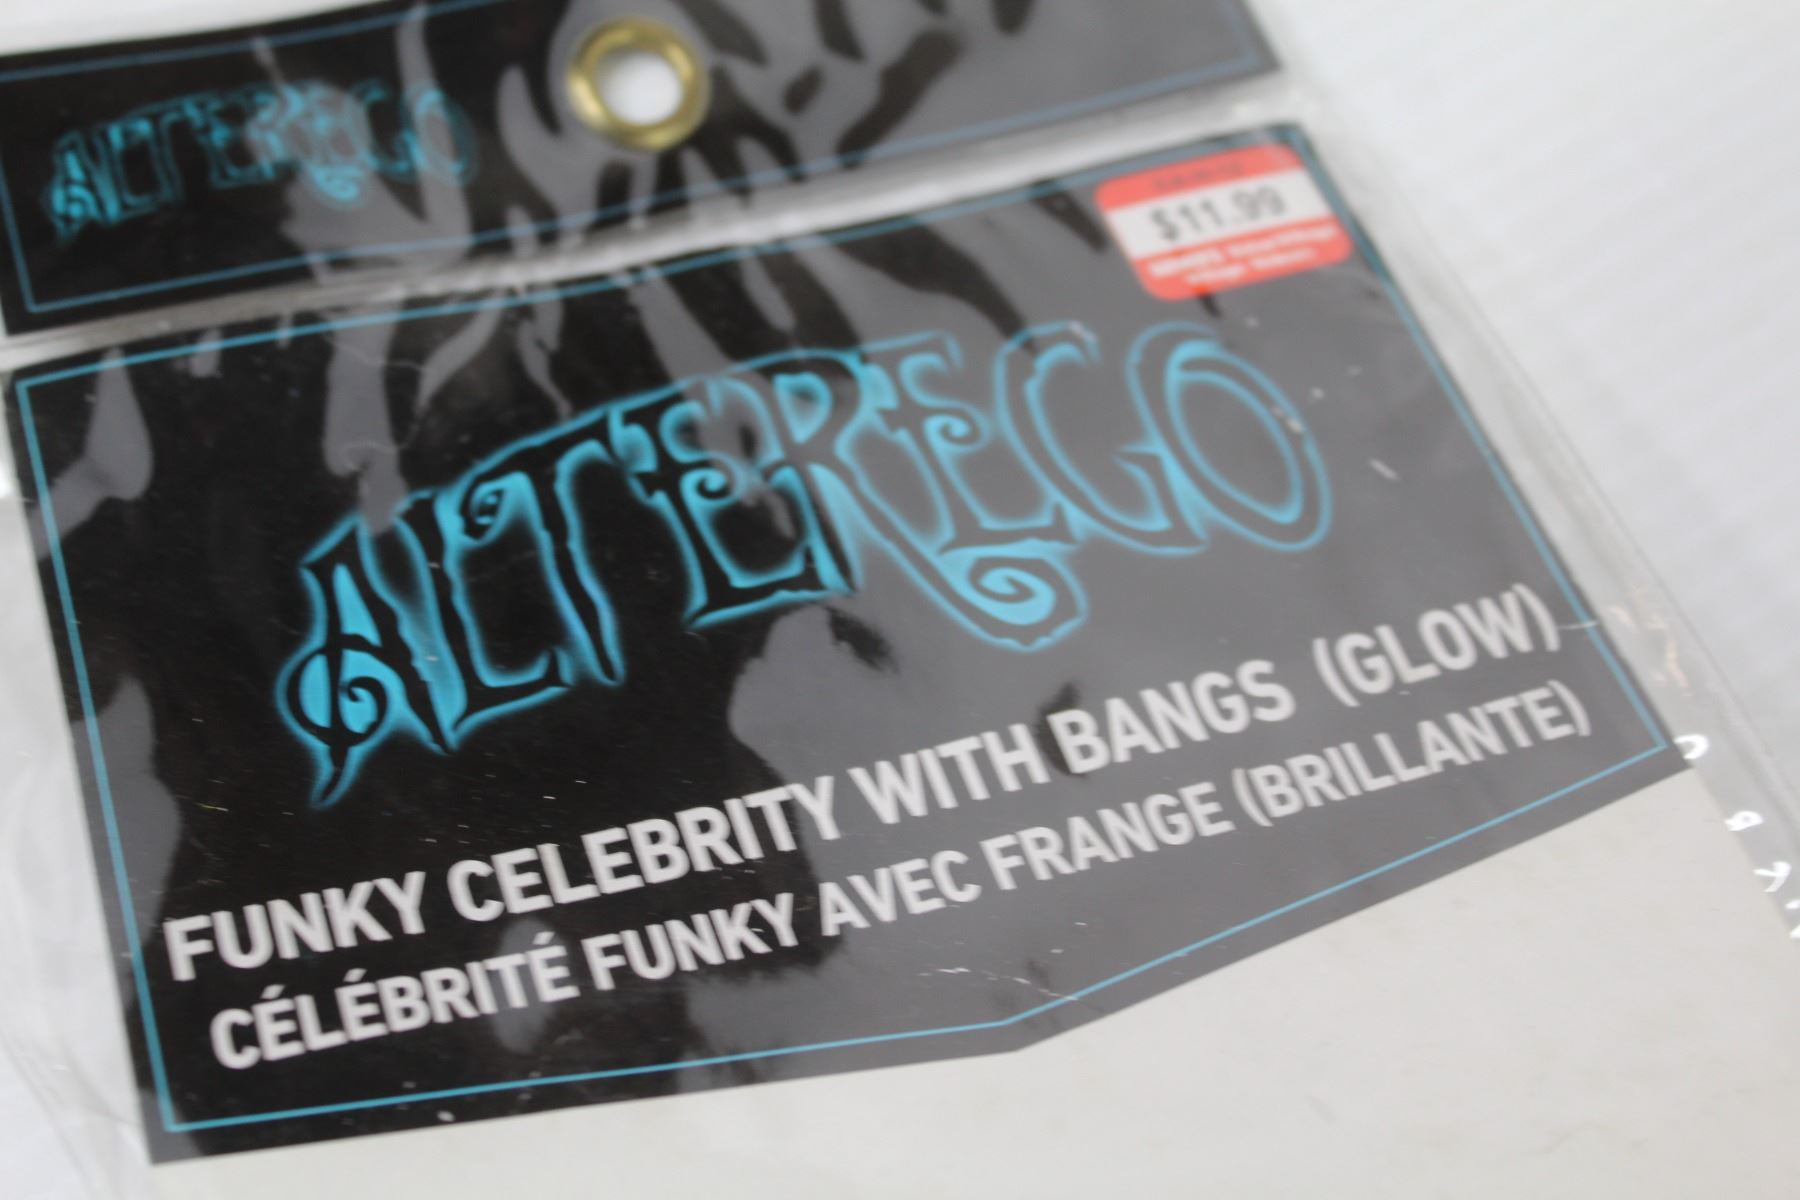 ALTEREGO
$11.99
ALTEREGO
FUNKY CELEBRITY WITH BANGS (GLOW)
CÉLÉBRITÉ FUNKY AVEC FRANGE (BRILLANTE)